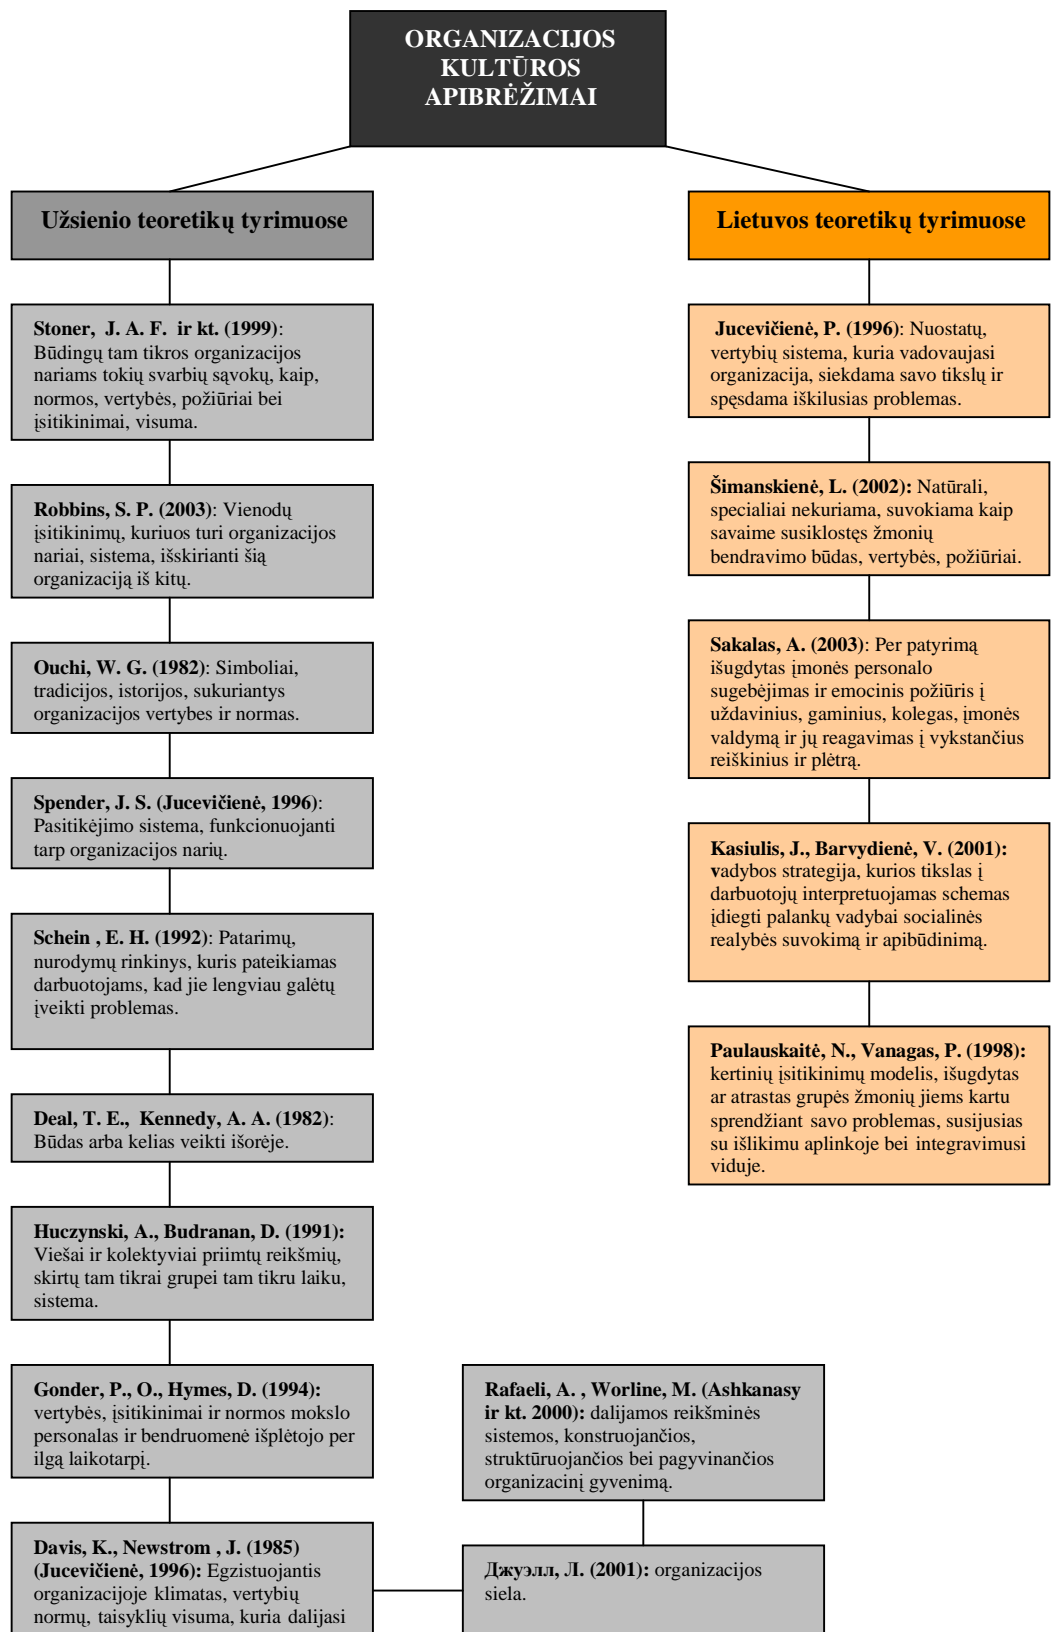 ORGANIZACIJOS
KULTŪROS
APIBRĖŽIMAI
Užsienio teoretikų tyrimuose
Stoner, J. A. F. ir kt. (1999):
Būdingų tam tikros organizacijos
nariams tokių svarbių sąvokų, kaip,
normos, vertybės, požiūriai bei
įsitikinimai, visuma.
Robbins, S. P. (2003): Vienodų
įsitikinimų, kuriuos turi organizacijos
nariai, sistema, išskirianti šią
organizaciją iš kitų.
Ouchi, W. G. (1982): Simboliai,
tradicijos, istorijos, sukuriantys
organizacijos vertybes ir normas.
Spender, J. S. (Jucevičienė, 1996):
Pasitikėjimo sistema, funkcionuojanti
tarp organizacijos narių.
Schein , E. H. (1992): Patarimų,
nurodymų rinkinys, kuris pateikiamas
darbuotojams, kad jie lengviau galėtų
įveikti problemas.
Deal, T. E., Kennedy, A. A. (1982):
Būdas arba kelias veikti išorėje.
Huczynski, A., Budranan, D. (1991):
Viešai ir kolektyviai priimtų reikšmių,
skirtų tam tikrai grupei tam tikru laiku,
sistema.
Gonder, P., O., Hymes, D. (1994):
vertybės, įsitikinimai ir normos mokslo
personalas ir bendruomenė išplėtojo per
ilgą laikotarpį.
Davis, K., Newstrom , J. (1985)
(Jucevičienė, 1996): Egzistuojantis
organizacijoje klimatas, vertybių
normų, taisyklių visuma, kuria dalijasi
Джуэлл, Л. (2001): organizacijos
siela.
Rafaeli, A. , Worline, M. (Ashkanasy
ir kt. 2000): dalijamos reikšminės
sistemos, konstruojančios,
struktūruojančios bei pagyvinančios
organizacinį gyvenimą.
Lietuvos teoretikų tyrimuose
Jucevičienė, P. (1996): Nuostatų,
vertybių sistema, kuria vadovaujasi
organizacija, siekdama savo tikslų ir
spęsdama iškilusias problemas.
Šimanskienė, L. (2002): Natūrali,
specialiai nekuriama, suvokiama kaip
savaime susiklostęs žmonių
bendravimo būdas, vertybės, požiūriai.
Sakalas, A. (2003): Per patyrimą
išugdytas įmonės personalo
sugebėjimas ir emocinis požiūris į
uždavinius, gaminius, kolegas, įmonės
valdymą ir jų reagavimas į vykstančius
reiškinius ir plėtrą.
Kasiulis, J., Barvydienė, V. (2001):
vadybos strategija, kurios tikslas į
darbuotojų interpretuojamas schemas
įdiegti palankų vadybai socialinės
realybės suvokimą ir apibūdinimą.
Paulauskaitė, N., Vanagas, P. (1998):
kertinių įsitikinimų modelis, išugdytas
ar atrastas grupės žmonių jiems kartu
sprendžiant savo problemas, susijusias
su išlikimu aplinkoje bei integravimusi
viduje.